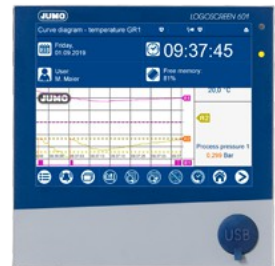 JUMO
LOGOSCREEN 601
Curve diagram - temperature GR1
Friday,
01.09.2019
09:37:45
User
M. Maier
Free memory:
81%
JUMO
20,0 °C
Process pressure 1
0.299 Bar
USB